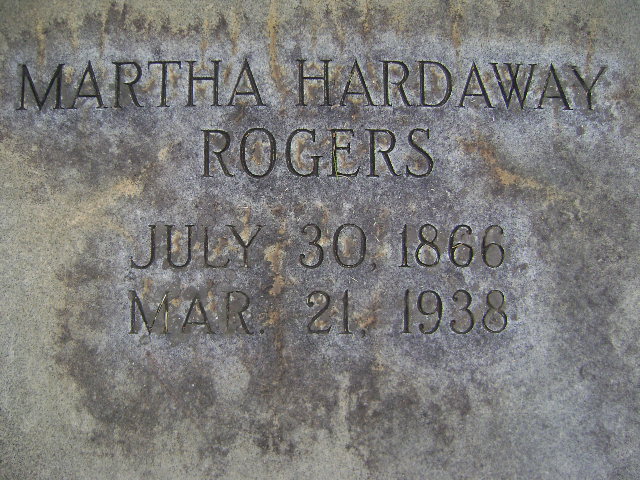 MARTHA HARDAWAY
ROGERS
JULY 30, 1866
MAR. 21, 1938